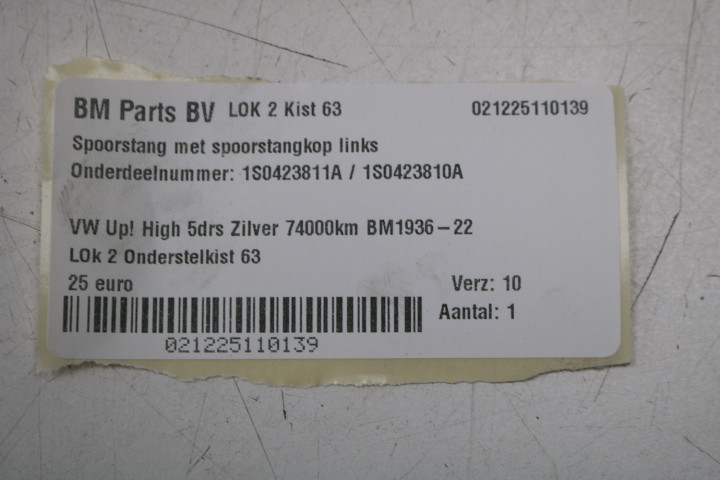 BM Parts BV LOK 2 Kist 63 021225110139
Spoorstang met spoorstangkop links
Onderdeelnummer: 1S0423811A / 1S0423810A
VW Up! High 5drs Zilver 74000km BM1936-22
LOk 2 Onderstelkist 63
25 euro Verz: 10
Aantal: 1
021225110139